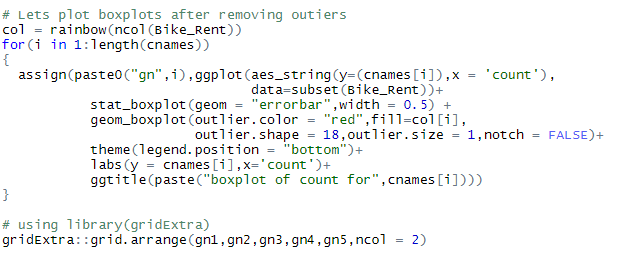 # Lets plot boxplots after removing outiers
col = rainbow(ncol(Bike_Rent))
for(i in 1:length(cnames))
{
  assign(paste0("gn",i),ggplot(aes_string(y=(cnames[i]),x = 'count'),
                               data=subset(Bike_Rent))+
           stat_boxplot(geom = "errorbar",width = 0.5) +
           geom_boxplot(outlier.color = "red",fill=col[i],
                        outlier.shape = 18,outlier.size = 1,notch = FALSE)+
           theme(legend.position = "bottom")+
           labs(y = cnames[i],x='count')+
           ggtitle(paste("boxplot of count for",cnames[i])))
}
# using library(gridExtra)
gridExtra::grid.arrange(gn1,gn2,gn3,gn4,gn5,ncol = 2)